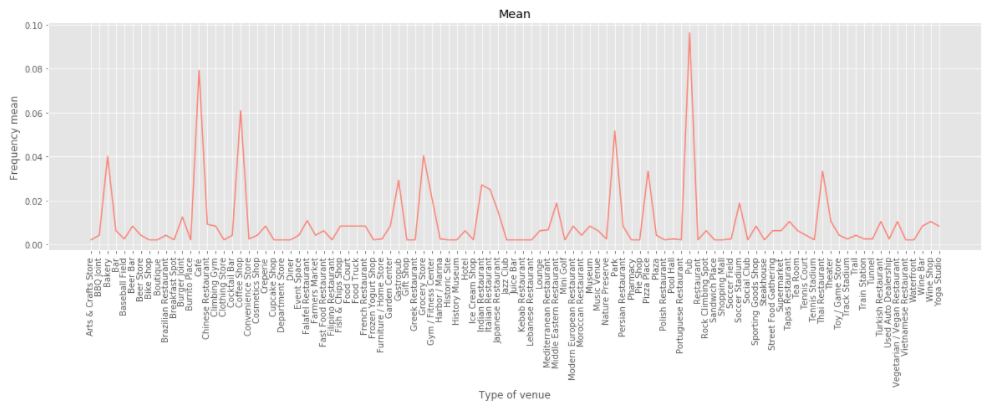 Mean
Frequency mean
0.10
0.08
0.06
0.04
0.02
0.00
Arts & Crafts Store
BBQ Joint
Bakery
Bar
Baseball Field
Beer Bar
Beer Store
Bike Shop
Boutique
Brazilian Restaurant
Breakfast Spot
Burger Joint
Burrito Place
Café
Chinese Restaurant
Climbing Gym
Clothing Store
Cocktail Bar
Coffee Shop
Convenience Store
Cosmetics Shop
Creperie
Cupcake Shop
Department Store
Diner
Event Space
Falafel Restaurant
Farmers Market
Fast Food Restaurant
Filipino Restaurant
Fish & Chips Shop
Food Court
Food Truck
French Restaurant
Frozen Yogurt Shop
Furniture / Home Store
Garden Center
Gastropub
Gift Shop
Greek Restaurant
Grocery Store
Gym / Fitness Center
Harbor / Marina
Historic Site
History Museum
Hotel
Ice Cream Shop
Indian Restaurant
Italian Restaurant
Japanese Restaurant
Jazz Club
Juice Bar
Kebab Restaurant
Lebanese Restaurant
Lounge
Mediterranean Restaurant
Middle Eastern Restaurant
Mini Golf
Modern European Restaurant
Moroccan Restaurant
Museum
Music Venue
Nature Preserve
Park
Persian Restaurant
Pharmacy
Pie Shop
Pizza Place
Plaza
Polish Restaurant
Pool Hall
Portuguese Restaurant
Pub
Restaurant
Rock Climbing Spot
Sandwich Place
Shopping Mall
Soccer Field
Soccer Stadium
Social Club
Sporting Goods Shop
Steakhouse
Street Food Gathering
Supermarket
Tapas Restaurant
Tea Room
Tennis Court
Tennis Stadium
Thai Restaurant
Theater
Toy / Game Store
Track Stadium
Trail
Train Station
Tunnel
Turkish Restaurant
Used Auto Dealership
Vegetarian / Vegan Restaurant
Vietnamese Restaurant
Waterfront
Wine Bar
Wine Shop
Yoga Studio
Type of venue